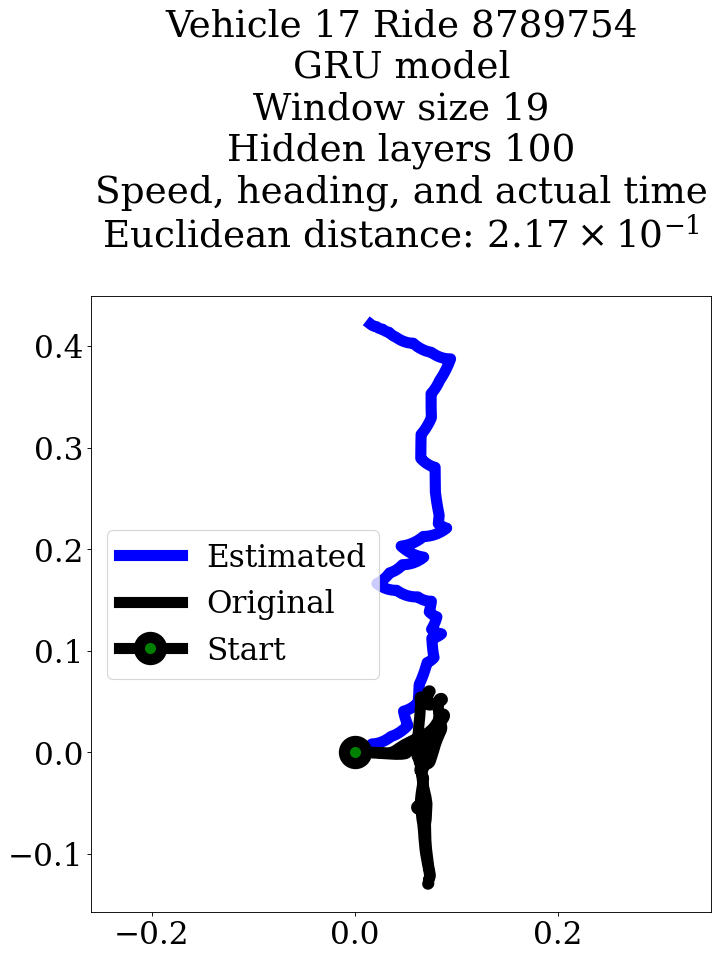 Vehicle 17 Ride 8789754
GRU model
Window size 19
Hidden layers 100
Speed, heading, and actual time
Euclidean distance: 2.17 × 10⁻¹
0.4
0.3
0.2
0.1
0.0
−0.1
Estimated
Original
Start
−0.2 0.0 0.2